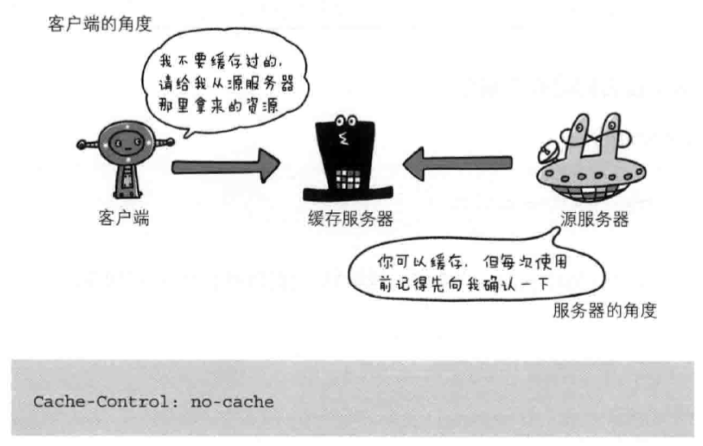 客户端的角度
我不要缓存过的,
请给我从源服务器
那里拿来的资源
客户端
缓存服务器
源服务器
你可以缓存, 但每次使用
前记得先向我确认一下
服务器的角度
Cache-Control: no-cache